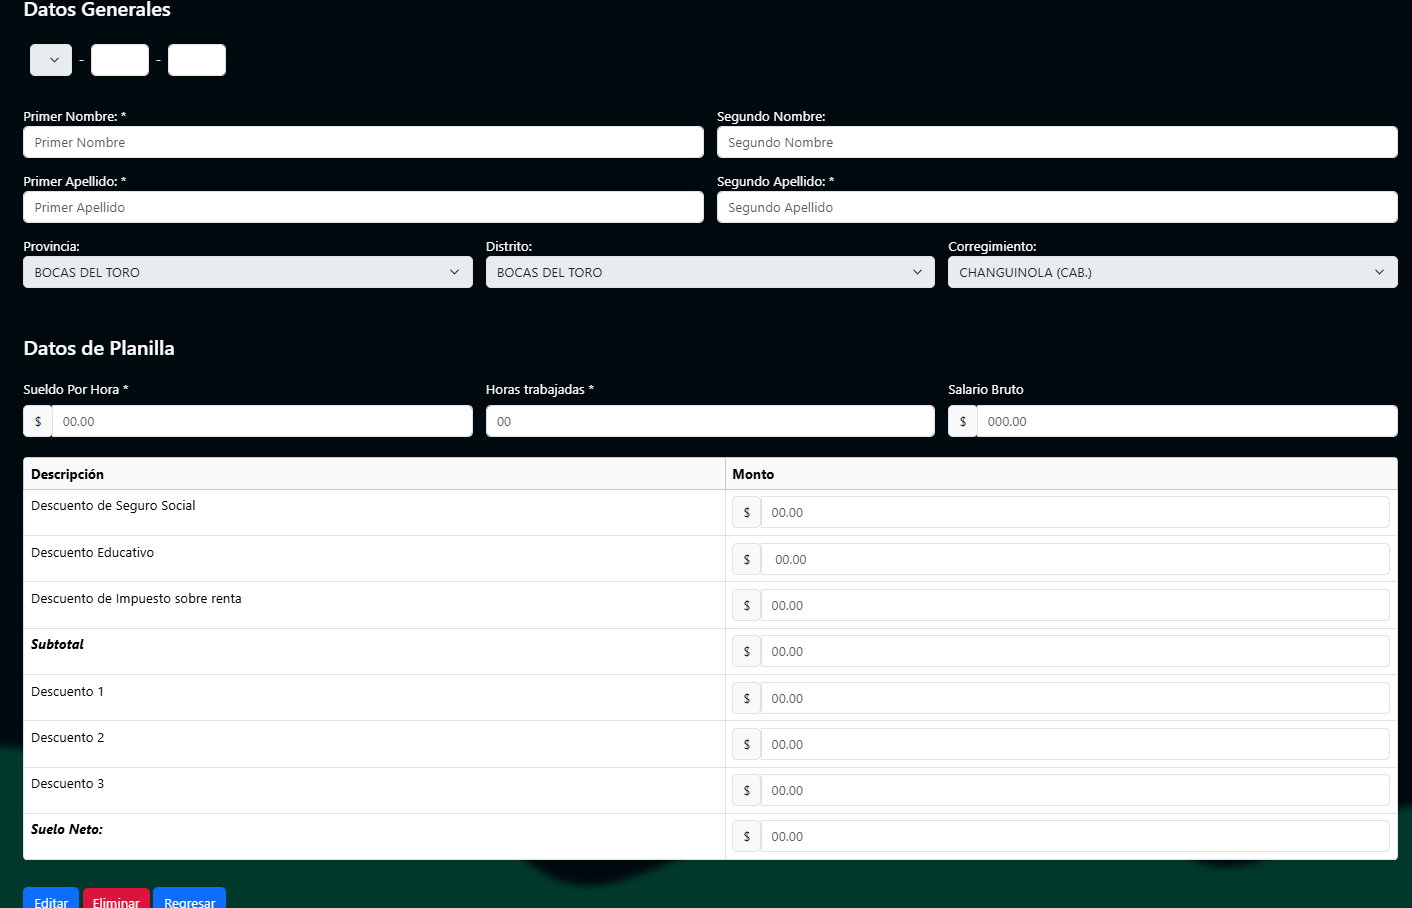 Datos Generales
- -
Primer Nombre: * Segundo Nombre:
Primer Nombre Segundo Nombre
Primer Apellido: * Segundo Apellido: *
Primer Apellido Segundo Apellido
Provincia: Distrito: Corregimiento:
BOCAS DEL TORO BOCAS DEL TORO CHANGUINOLA (CAB.)
Datos de Planilla
Sueldo Por Hora * Horas trabajadas * Salario Bruto
$ 00.00 00 $ 000.00
Descripción Monto
Descuento de Seguro Social $ 00.00
Descuento Educativo $ 00.00
Descuento de Impuesto sobre renta $ 00.00
Subtotal $ 00.00
Descuento 1 $ 00.00
Descuento 2 $ 00.00
Descuento 3 $ 00.00
Suelo Neto: $ 00.00
Editar Eliminar Regresar